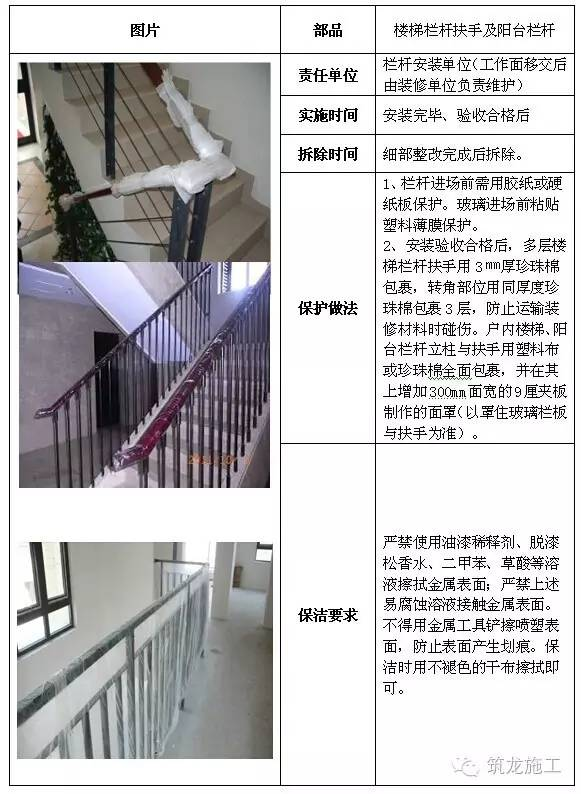 图片
部品
楼梯栏杆扶手及阳台栏杆
责任单位
栏杆安装单位（工作面移交后
由装修单位负责维护）
实施时间
安装完毕、验收合格后
拆除时间
细部整改完成后拆除。
保护做法
1、栏杆进场前需用胶纸或硬
纸板保护。玻璃进场前粘贴
塑料薄膜保护。
2、安装验收合格后，多层楼
梯栏杆扶手用3mm厚珍珠棉
包裹，转角部位用同厚度珍
珠棉包裹3层，防止运输装
修材料时碰伤。户内楼梯、阳
台栏杆立柱与扶手用塑料布
或珍珠棉全面包裹，并在其
上增加300mm面宽的9厘夹板
制作的面罩（以罩住玻璃栏板
与扶手为准）。
保洁要求
严禁使用油漆稀释剂、脱漆
松香水、二甲苯、草酸等溶
液擦拭金属表面；严禁上述
易腐蚀溶液接触金属表面。
不得用金属工具铲擦喷塑表
面，防止表面产生划痕。保
洁时用不褪色的干布擦拭即
可。
筑龙施工